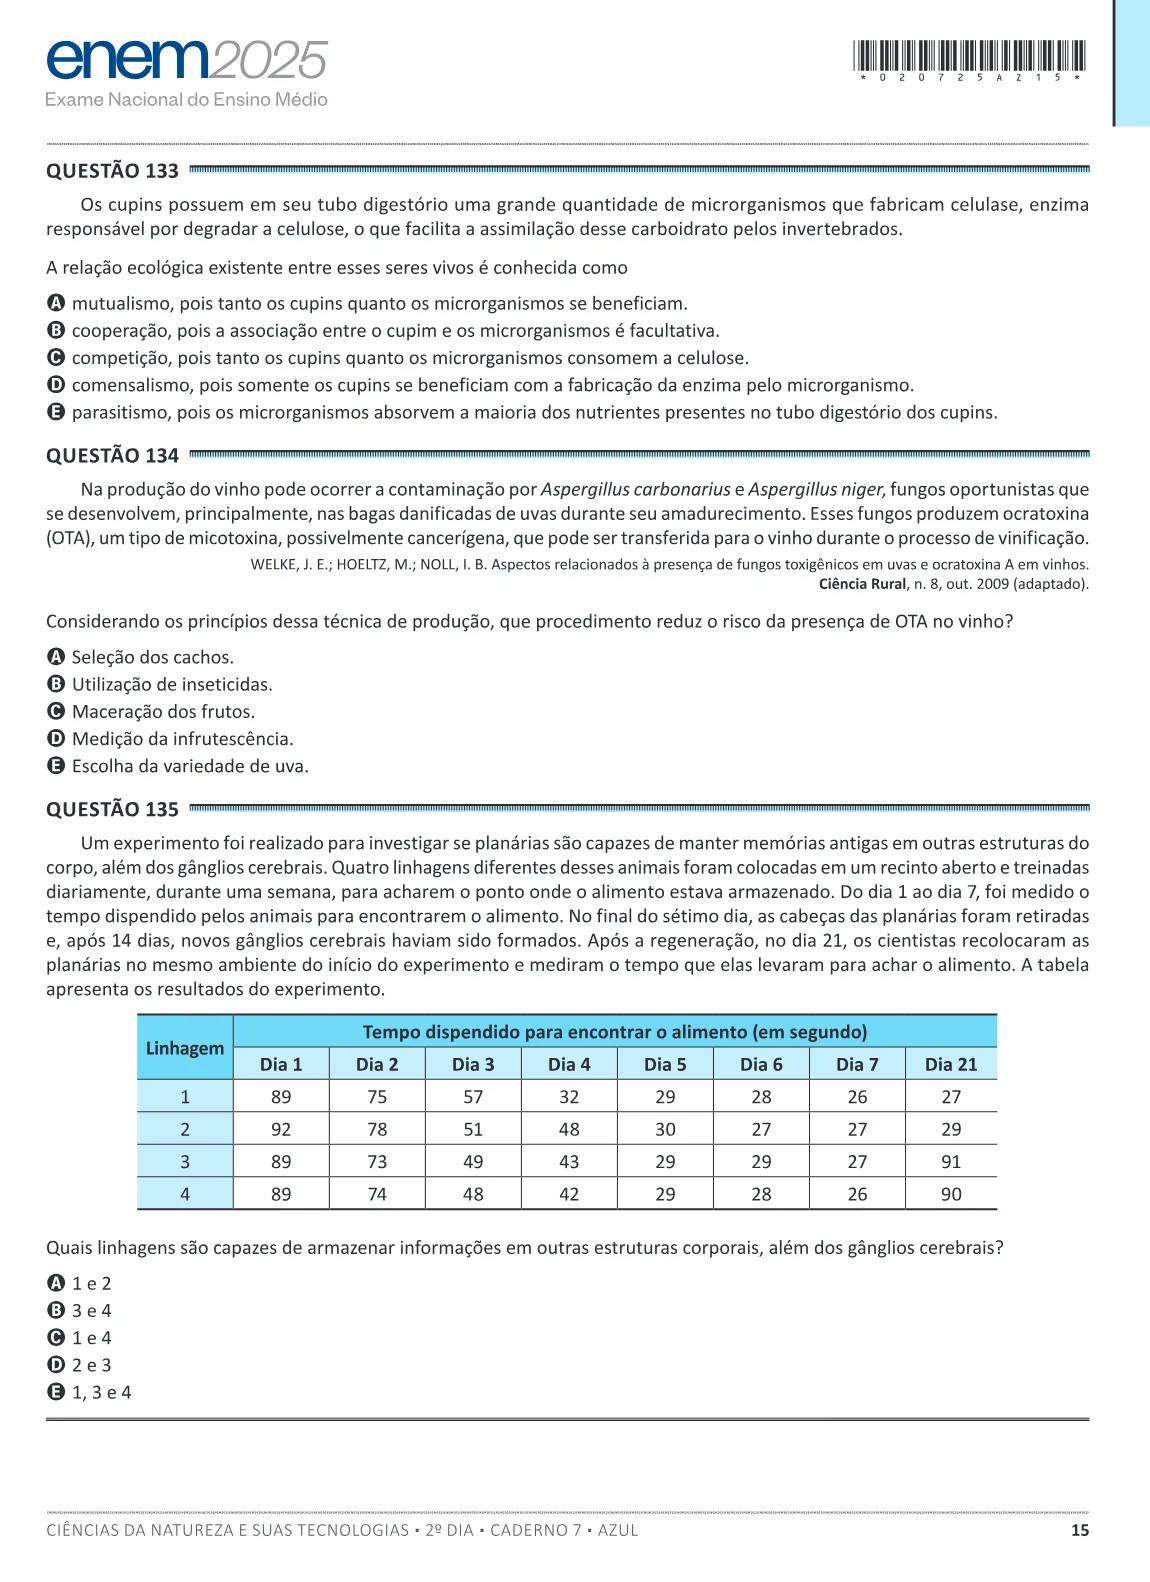 enem2025
Exame Nacional do Ensino Médio
*020725AZ15*
QUESTÃO 133
Os cupins possuem em seu tubo digestório uma grande quantidade de microrganismos que fabricam celulase, enzima
responsável por degradar a celulose, o que facilita a assimilação desse carboidrato pelos invertebrados.
A relação ecológica existente entre esses seres vivos é conhecida como
A mutualismo, pois tanto os cupins quanto os microrganismos se beneficiam.
B cooperação, pois a associação entre o cupim e os microrganismos é facultativa.
C competição, pois tanto os cupins quanto os microrganismos consomem a celulose.
D comensalismo, pois somente os cupins se beneficiam com a fabricação da enzima pelo microrganismo.
E parasitismo, pois os microrganismos absorvem a maioria dos nutrientes presentes no tubo digestório dos cupins.
QUESTÃO 134
Na produção do vinho pode ocorrer a contaminação por Aspergillus carbonarius e Aspergillus niger, fungos oportunistas que
se desenvolvem, principalmente, nas bagas danificadas de uvas durante seu amadurecimento. Esses fungos produzem ocratoxina
(OTA), um tipo de micotoxina, possivelmente cancerígena, que pode ser transferida para o vinho durante o processo de vinificação.
WELKE, J. E.; HOELTZ, M.; NOLL, I. B. Aspectos relacionados à presença de fungos toxigênicos em uvas e ocratoxina A em vinhos.
Ciência Rural, n. 8, out. 2009 (adaptado).
Considerando os princípios dessa técnica de produção, que procedimento reduz o risco da presença de OTA no vinho?
A Seleção dos cachos.
B Utilização de inseticidas.
C Maceração dos frutos.
D Medição da infrutescência.
E Escolha da variedade de uva.
QUESTÃO 135
Um experimento foi realizado para investigar se planárias são capazes de manter memórias antigas em outras estruturas do
corpo, além dos gânglios cerebrais. Quatro linhagens diferentes desses animais foram colocadas em um recinto aberto e treinadas
diariamente, durante uma semana, para acharem o ponto onde o alimento estava armazenado. Do dia 1 ao dia 7, foi medido o
tempo dispendido pelos animais para encontrarem o alimento. No final do sétimo dia, as cabeças das planárias foram retiradas
e, após 14 dias, novos gânglios cerebrais haviam sido formados. Após a regeneração, no dia 21, os cientistas recolocaram as
planárias no mesmo ambiente do início do experimento e mediram o tempo que elas levaram para achar o alimento. A tabela
apresenta os resultados do experimento.
Linhagem Tempo dispendido para encontrar o alimento (em segundo)
Dia 1 Dia 2 Dia 3 Dia 4 Dia 5 Dia 6 Dia 7 Dia 21
1 89 75 57 32 29 28 26 27
2 92 78 51 48 30 27 27 29
3 89 73 49 43 29 29 27 91
4 89 74 48 42 29 28 26 90
Quais linhagens são capazes de armazenar informações em outras estruturas corporais, além dos gânglios cerebrais?
A 1 e 2
B 3 e 4
C 1 e 4
D 2 e 3
E 1, 3 e 4
CIÊNCIAS DA NATUREZA E SUAS TECNOLOGIAS • 2º DIA • CADERNO 7 • AZUL 15